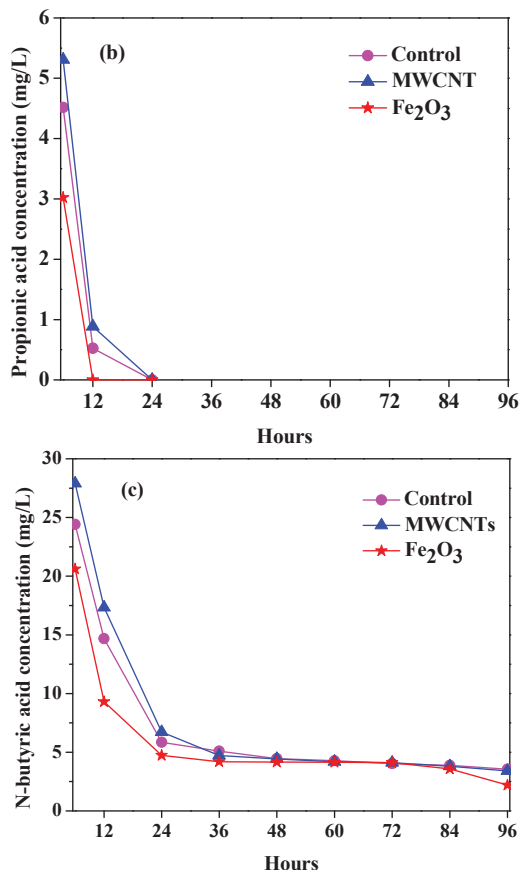 (b)
Control
MWCNT
Fe₂O₃
Propionic acid concentration (mg/L)
6
5
4
3
2
1
0
12 24 36 48 60 72 84 96
Hours
(c)
Control
MWCNTs
Fe₂O₃
N-butyric acid concentration (mg/L)
30
25
20
15
10
5
0
12 24 36 48 60 72 84 96
Hours